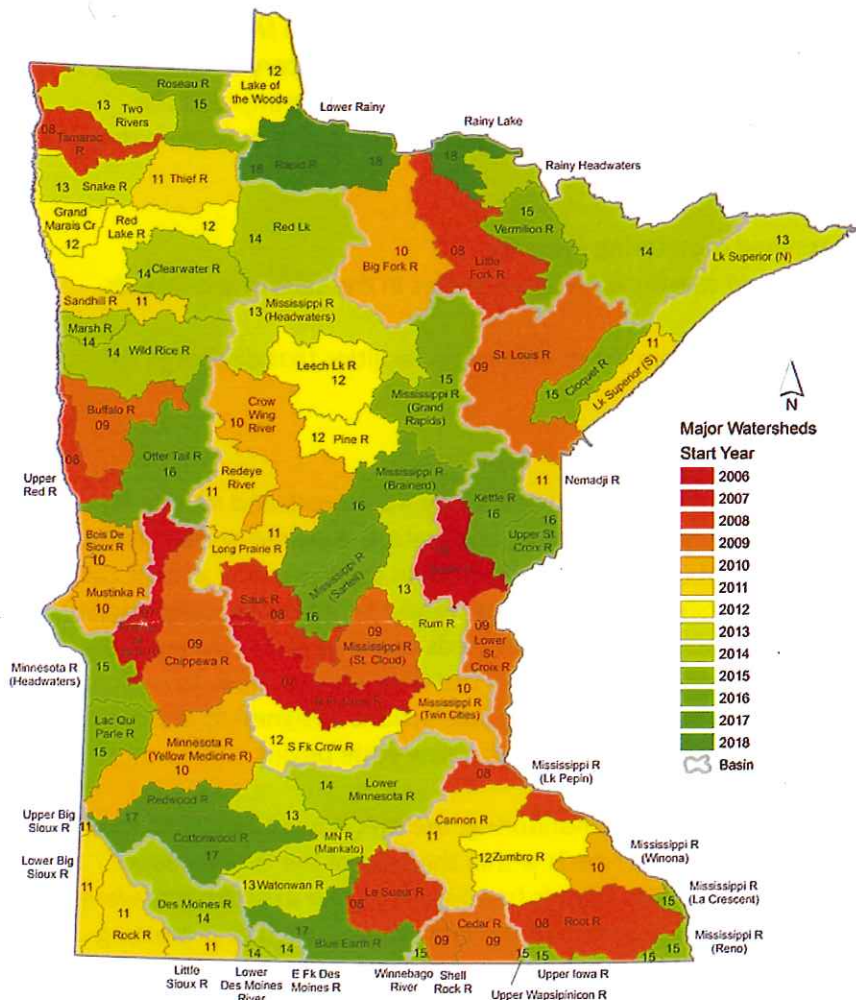 12
Lake of
the Woods
Roseau R
15
13
Two
Rivers
Lower Rainy
Rainy Lake
08
Tamarac
R
18
Rapid R
18
18
Rainy Headwaters
13
Snake R
11
Thief R
15
Vermilion R
Grand
Marais Cr
12
Red
Lake R
12
14
Red Lk
10
Big Fork R
08
Little
Fork R
14
13
Lk Superior (N)
14
Clearwater R
Sandhill R
11
13
Mississippi R
(Headwaters)
Marsh R
14
14
Wild Rice R
Leech Lk R
12
15
Mississippi R
(Grand
Rapids)
St. Louis R
09
11
15
Cloquet R
Lk Superior (S)
N
Buffalo R
09
08
Otter Tail R
16
Crow
Wing
River
10
12
Pine R
Major Watersheds
Start Year
2006
2007
2008
2009
2010
2011
2012
2013
2014
2015
2016
2017
2018
Basin
Upper
Red R
Redeye
River
11
Mississippi R
(Brainerd)
16
Kettle R
16
11
Nemadji R
16
Upper St
Croix R
Bois De
Sioux R
10
11
Long Prairie R
Mississippi R
(Sartell)
16
13
Rum R
Mustinka R
10
Sauk R
08
09
Mississippi R
(St. Cloud)
09
Lower
St.
Croix R
09
Chippewa R
Minnesota R
(Headwaters)
15
07
10
Mississippi R
(Twin Cities)
Lac Qui
Parle R
15
Minnesota R
(Yellow Medicine R)
10
12
S Fk Crow R
14
Lower
Minnesota R
08
Mississippi R
(Lk Pepin)
Redwood R
17
Upper Big
Sioux R
11
Cottonwood R
17
13
MN R
(Mankato)
Cannon R
11
12
Zumbro R
Mississippi R
(Winona)
10
Lower Big
Sioux R
11
13
Watonwan R
Le Sueur R
08
Mississippi R
(La Crescent)
15
Des Moines R
14
11
Rock R
17
Blue Earth R
Cedar R
09
09
08
Root R
Mississippi R
(Reno)
15
11
14
14
15
15
15
15
Little
Sioux R
Lower
Des Moines
River
E Fk Des
Moines R
Winnebago
River
Shell
Rock R
Upper Iowa R
Upper Wapsipinicon R